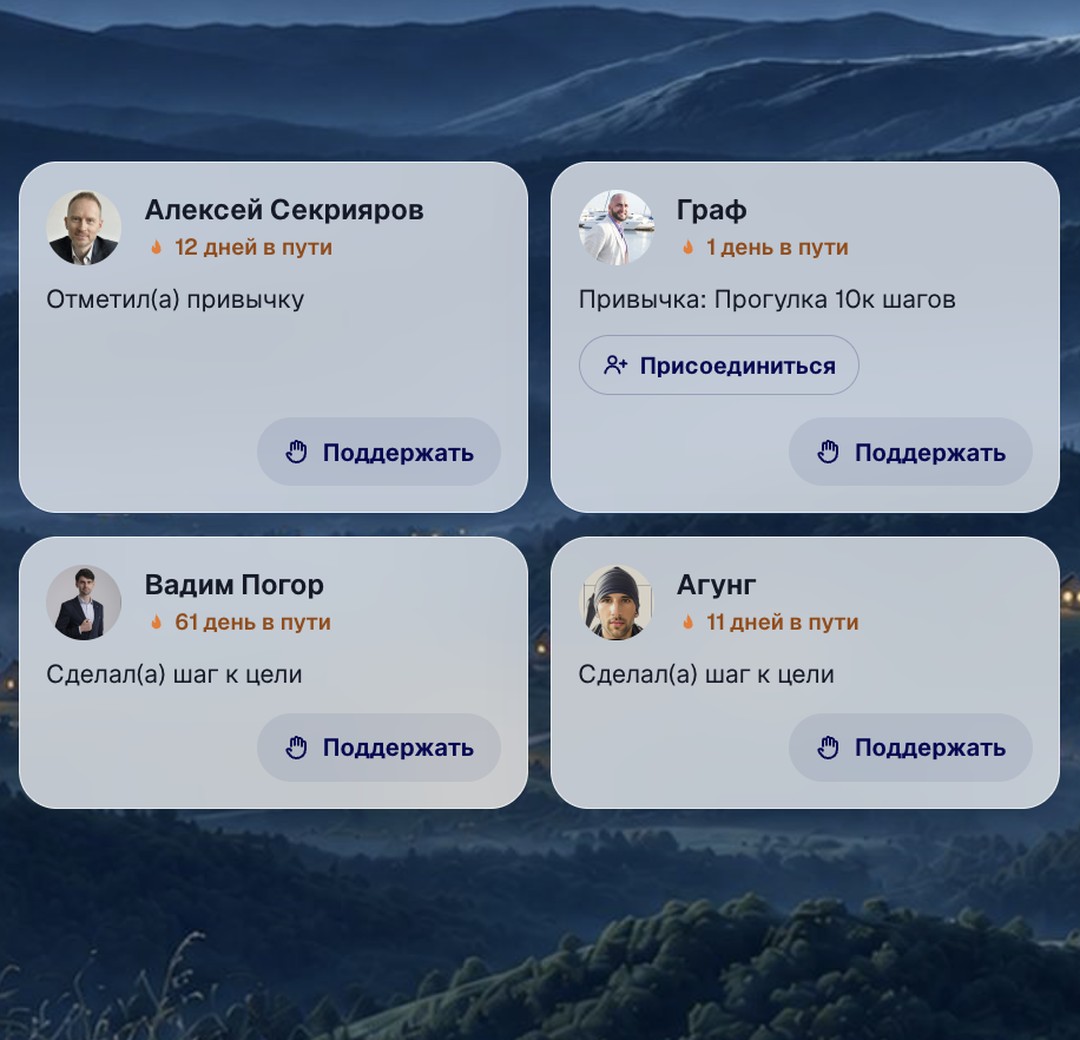 Алексей Секрияров
12 дней в пути
Отметил(а) привычку
Поддержать
Граф
1 день в пути
Привычка: Прогулка 10к шагов
Присоединиться
Поддержать
Вадим Погор
61 день в пути
Сделал(а) шаг к цели
Поддержать
Агунг
11 дней в пути
Сделал(а) шаг к цели
Поддержать